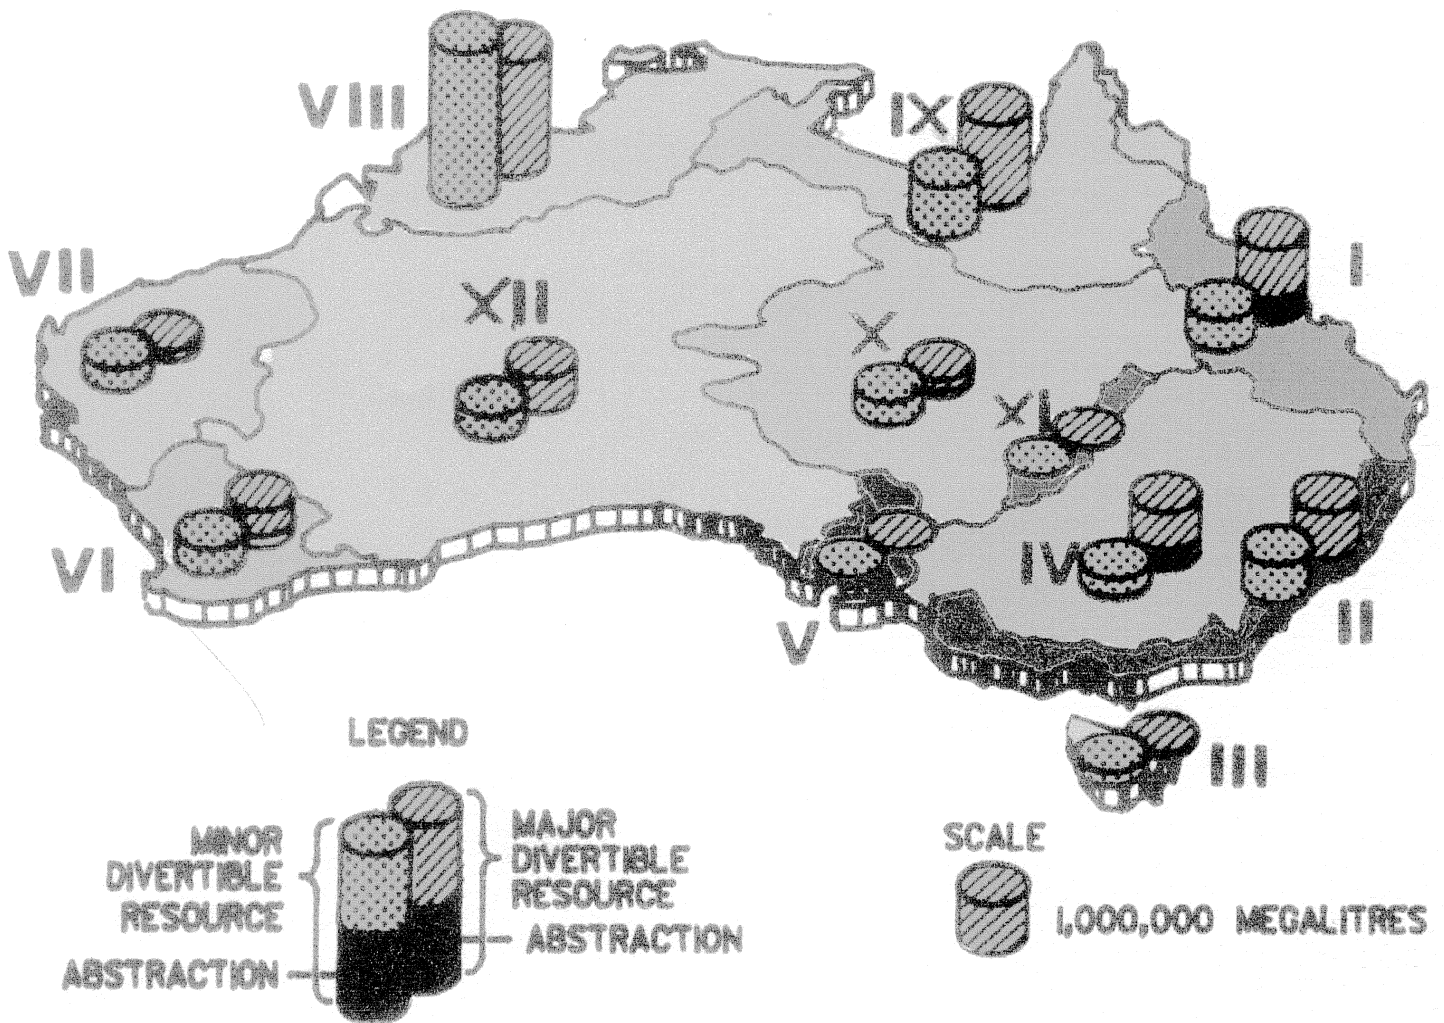 VIII
IX
I
VII
XII
X
XI
VI
IV
V
II
III
LEGEND
MINOR
DIVERTIBLE
RESOURCE
ABSTRACTION
MAJOR
DIVERTIBLE
RESOURCE
ABSTRACTION
SCALE
1,000,000 MEGALITRES